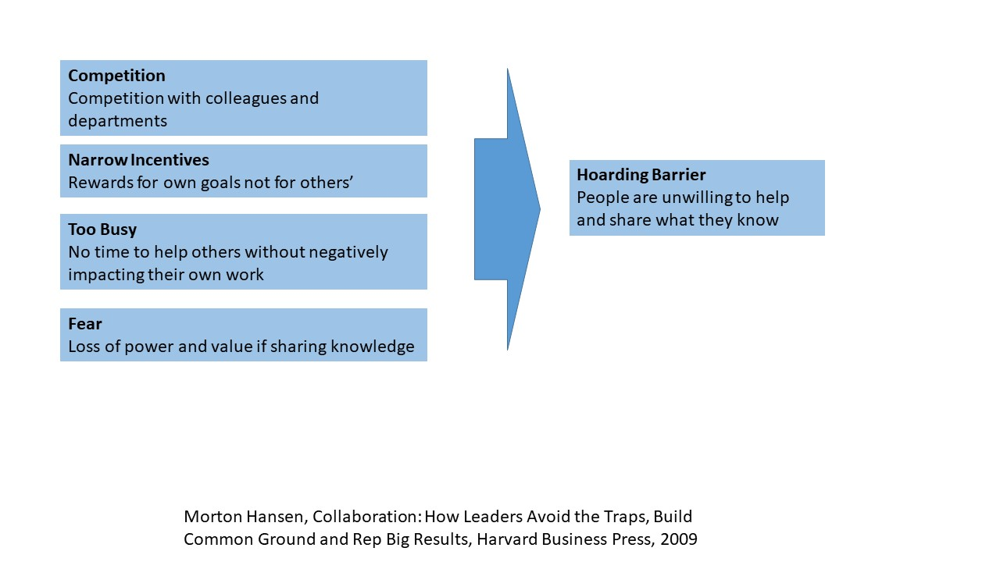 Competition
Competition with colleagues and
departments
Narrow Incentives
Rewards for own goals not for others’
Too Busy
No time to help others without negatively
impacting their own work
Fear
Loss of power and value if sharing knowledge
Hoarding Barrier
People are unwilling to help
and share what they know
Morton Hansen, Collaboration: How Leaders Avoid the Traps, Build
Common Ground and Rep Big Results, Harvard Business Press, 2009